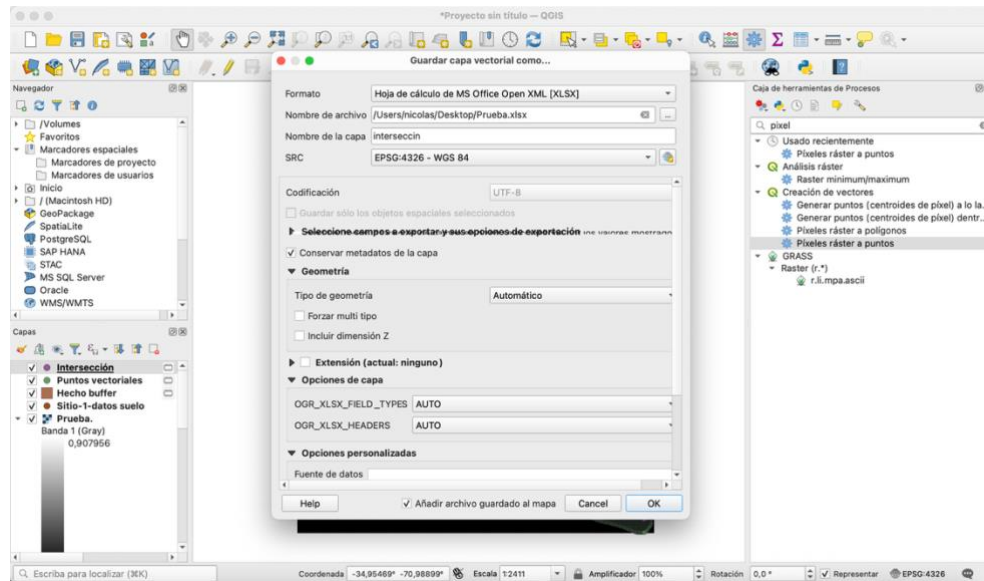 *Proyecto sin título — QGIS
Navegador
/Volumes
Favoritos
Marcadores espaciales
Marcadores de proyecto
Marcadores de usuarios
Inicio
/ (Macintosh HD)
GeoPackage
SpatiaLite
PostgreSQL
SAP HANA
STAC
MS SQL Server
Oracle
WMS/WMTS
Capas
Intersección
Puntos vectoriales
Hecho buffer
Sitio-1-datos suelo
Prueba.
Banda 1 (Gray)
0,907956
Guardar capa vectorial como...
Formato Hoja de cálculo de MS Office Open XML [XLSX]
Nombre de archivo /Users/nicolas/Desktop/Prueba.xlsx
Nombre de la capa interseccin
SRC EPSG:4326 - WGS 84
Codificación UTF-8
Guardar sólo los objetos espaciales seleccionados
Seleccione campos a exportar y sus opciones de exportación los valores mostrado
Conservar metadatos de la capa
Geometría
Tipo de geometría Automático
Forzar multi tipo
Incluir dimensión Z
Extensión (actual: ninguno)
Opciones de capa
OGR_XLSX_FIELD_TYPES AUTO
OGR_XLSX_HEADERS AUTO
Opciones personalizadas
Fuente de datos
Help Añadir archivo guardado al mapa Cancel OK
Caja de herramientas de Procesos
pixel
Usado recientemente
Píxeles ráster a puntos
Análisis ráster
Raster minimum/maximum
Creación de vectores
Generar puntos (centroides de píxel) a lo la...
Generar puntos (centroides de píxel) dentr...
Píxeles ráster a polígonos
Píxeles ráster a puntos
GRASS
Raster (r.*)
r.li.mpa.ascii
Escriba para localizar (⌘K) Coordenada -34,95469° -70,98899° Escala 1:2411 Amplificador 100% Rotación 0,0 ° Representar EPSG:4326